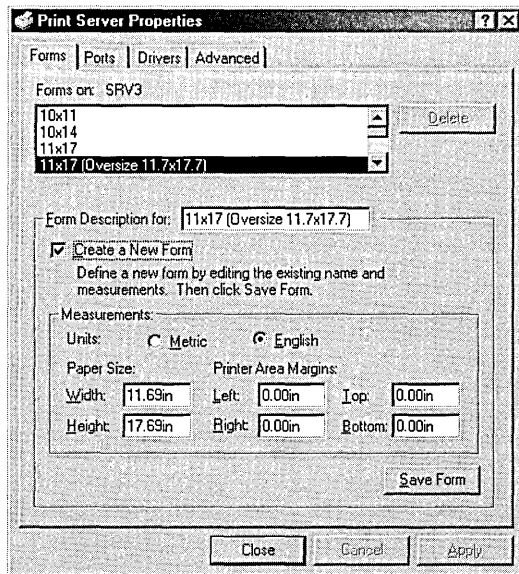 Print Server Properties
Forms Ports Drivers Advanced
Forms on: SRV3
10x11
10x14
11x17
11x17 (Oversize 11.7x17.7)
Delete
Form Description for: 11x17 (Oversize 11.7x17.7)
Create a New Form
Define a new form by editing the existing name and
measurements. Then click Save Form.
Measurements:
Units: Metric English
Paper Size: Printer Area Margins:
Width: 11.69in Left: 0.00in Top: 0.00in
Height: 17.69in Right: 0.00in Bottom: 0.00in
Save Form
Close Cancel Apply